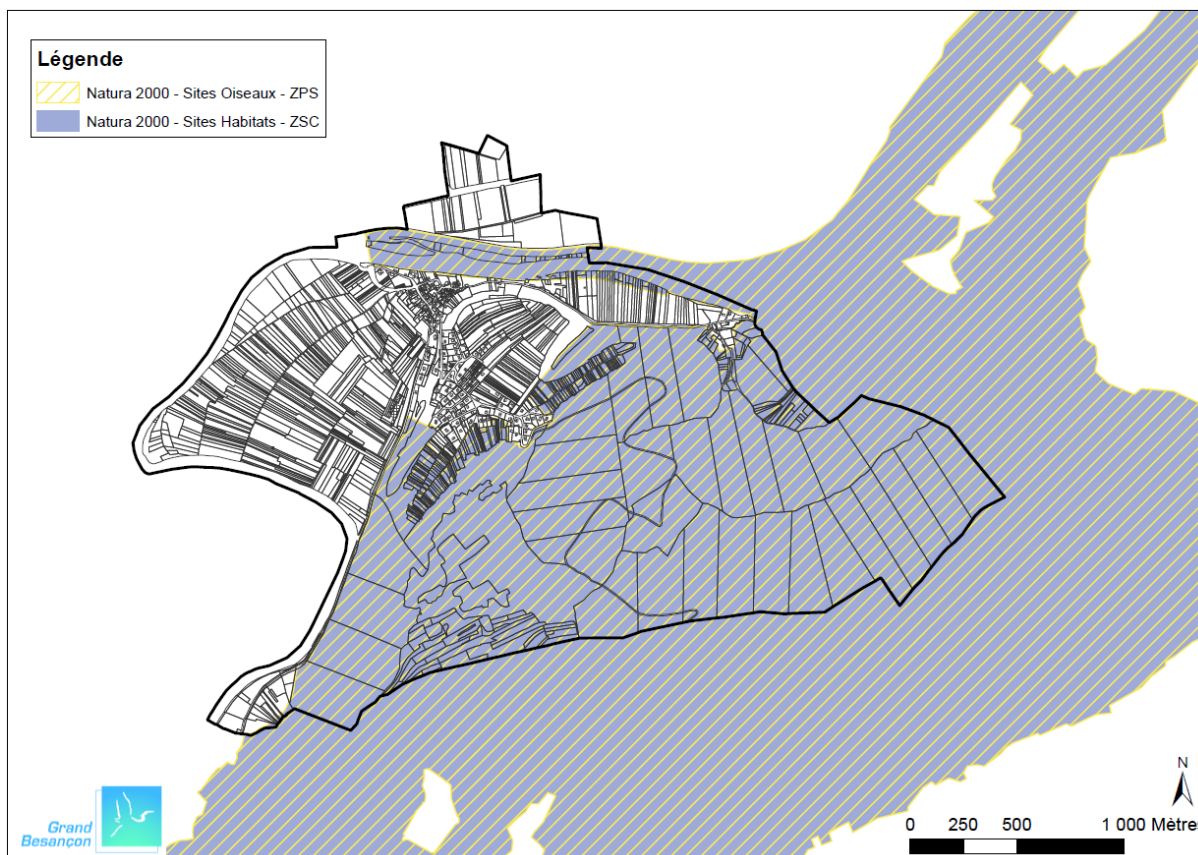 Légende
Natura 2000 - Sites Oiseaux - ZPS
Natura 2000 - Sites Habitats - ZSC
Grand
Besançon
N
0 250 500 1 000 Mètres